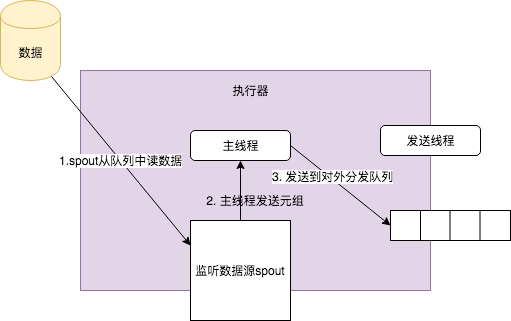 数据
执行器
主线程
发送线程
1.spout从队列中读数据
3. 发送到对外分发队列
2. 主线程发送元组
监听数据源spout